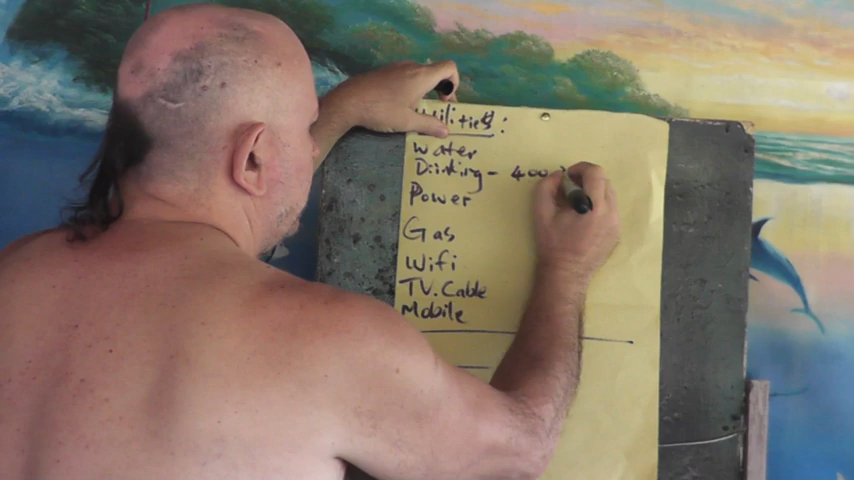 Utilities:
Water
Drinking - 400
Power
Gas
Wifi
TV.Cable
Mobile